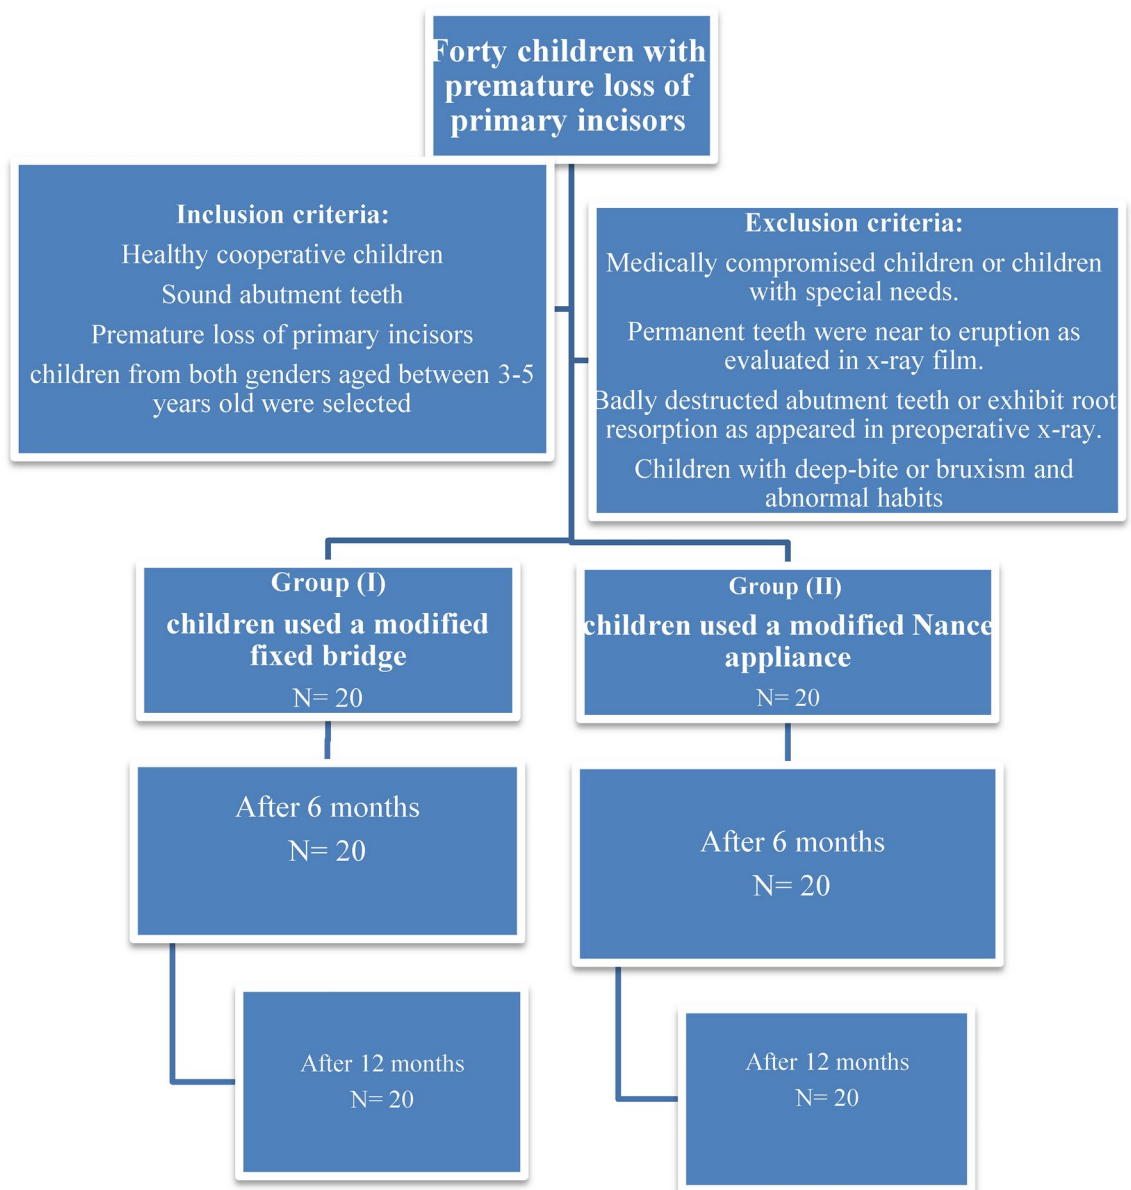 Forty children with
premature loss of
primary incisors
Inclusion criteria:
Healthy cooperative children
Sound abutment teeth
Premature loss of primary incisors
children from both genders aged between 3-5
years old were selected
Exclusion criteria:
Medically compromised children or children
with special needs.
Permanent teeth were near to eruption as
evaluated in x-ray film.
Badly destructed abutment teeth or exhibit root
resorption as appeared in preoperative x-ray.
Children with deep-bite or bruxism and
abnormal habits
Group (I)
children used a modified
fixed bridge
N= 20
Group (II)
children used a modified Nance
appliance
N= 20
After 6 months
N= 20
After 6 months
N= 20
After 12 months
N= 20
After 12 months
N= 20